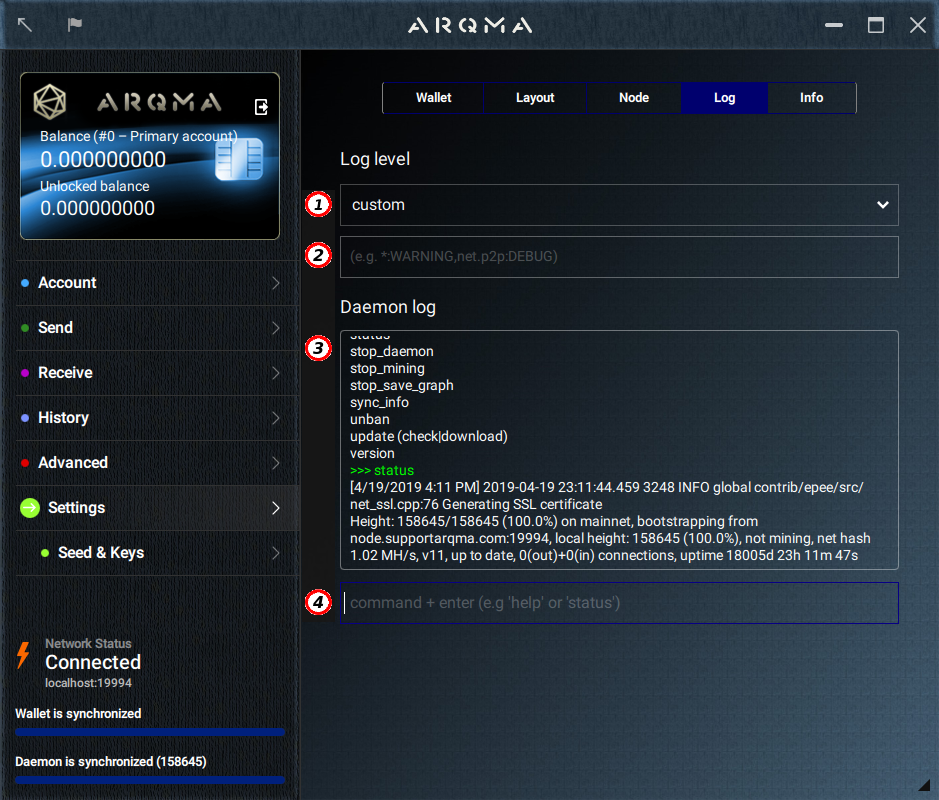 ARQMA
ARQMA
Balance (#0 – Primary account)
0.000000000
Unlocked balance
0.000000000
Account
Send
Receive
History
Advanced
Settings
Seed & Keys
Network Status
Connected
localhost:19994
Wallet is synchronized
Daemon is synchronized (158645)
Wallet Layout Node Log Info
Log level
1 custom
2 (e.g. *:WARNING,net.p2p:DEBUG)
Daemon log
3
status
stop_daemon
stop_mining
stop_save_graph
sync_info
unban
update (check|download)
version
>>> status
[4/19/2019 4:11 PM] 2019-04-19 23:11:44.459 3248 INFO global contrib/epee/src/
net_ssl.cpp:76 Generating SSL certificate
Height: 158645/158645 (100.0%) on mainnet, bootstrapping from
node.supportarqma.com:19994, local height: 158645 (100.0%), not mining, net hash
1.02 MH/s, v11, up to date, 0(out)+0(in) connections, uptime 18005d 23h 11m 47s
4 command + enter (e.g 'help' or 'status')